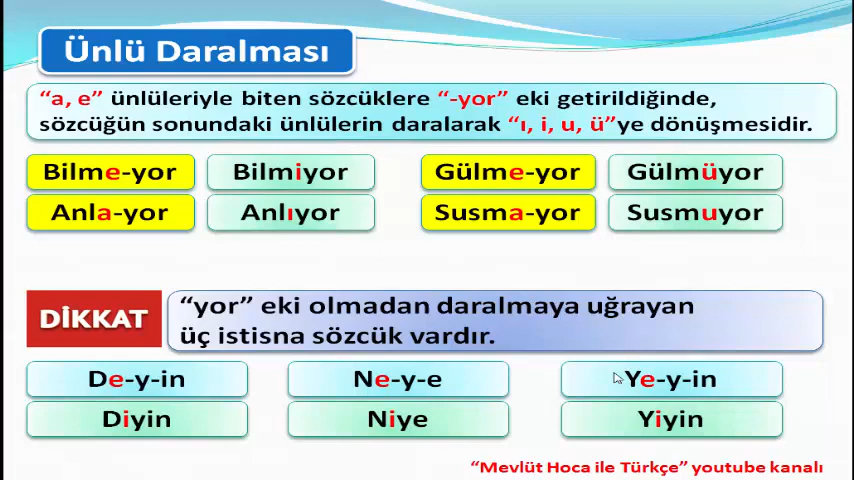 Ünlü Daralması
“a, e” ünlüleriyle biten sözcüklere “-yor” eki getirildiğinde,
sözcüğün sonundaki ünlülerin daralarak “ı, i, u, ü”ye dönüşmesidir.
Bilme-yor Bilmiyor Gülme-yor Gülmüyor
Anla-yor Anlıyor Susma-yor Susmuyor
DİKKAT
“yor” eki olmadan daralmaya uğrayan
üç istisna sözcük vardır.
De-y-in Ne-y-e Ye-y-in
Diyin Niye Yiyin
“Mevlüt Hoca ile Türkçe” youtube kanalı